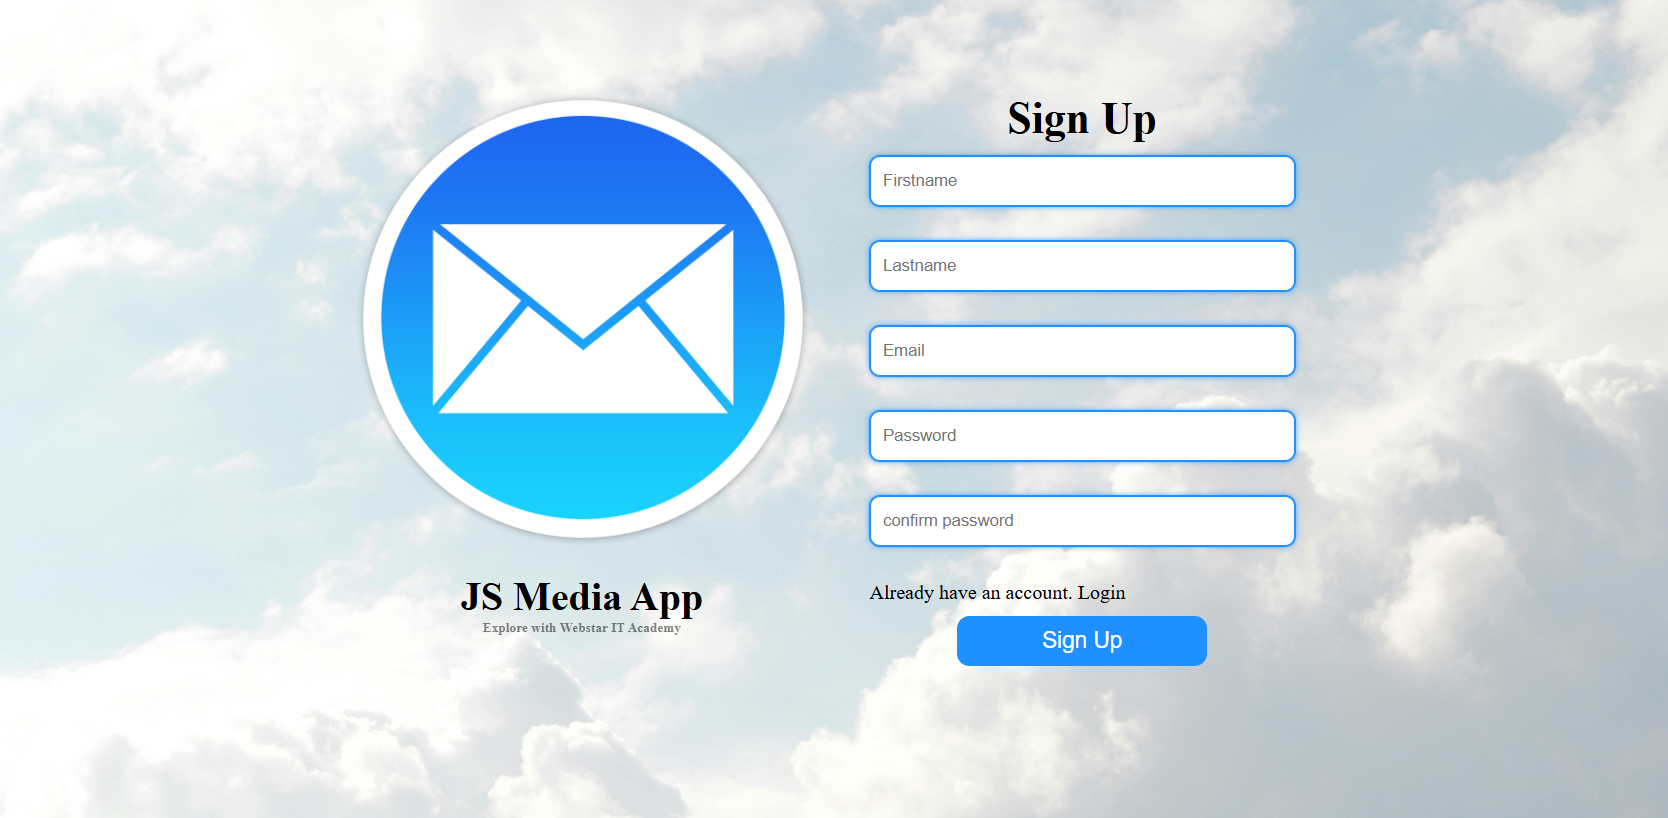 JS Media App
Explore with Webstar IT Academy
Sign Up
Firstname
Lastname
Email
Password
confirm password
Already have an account. Login
Sign Up